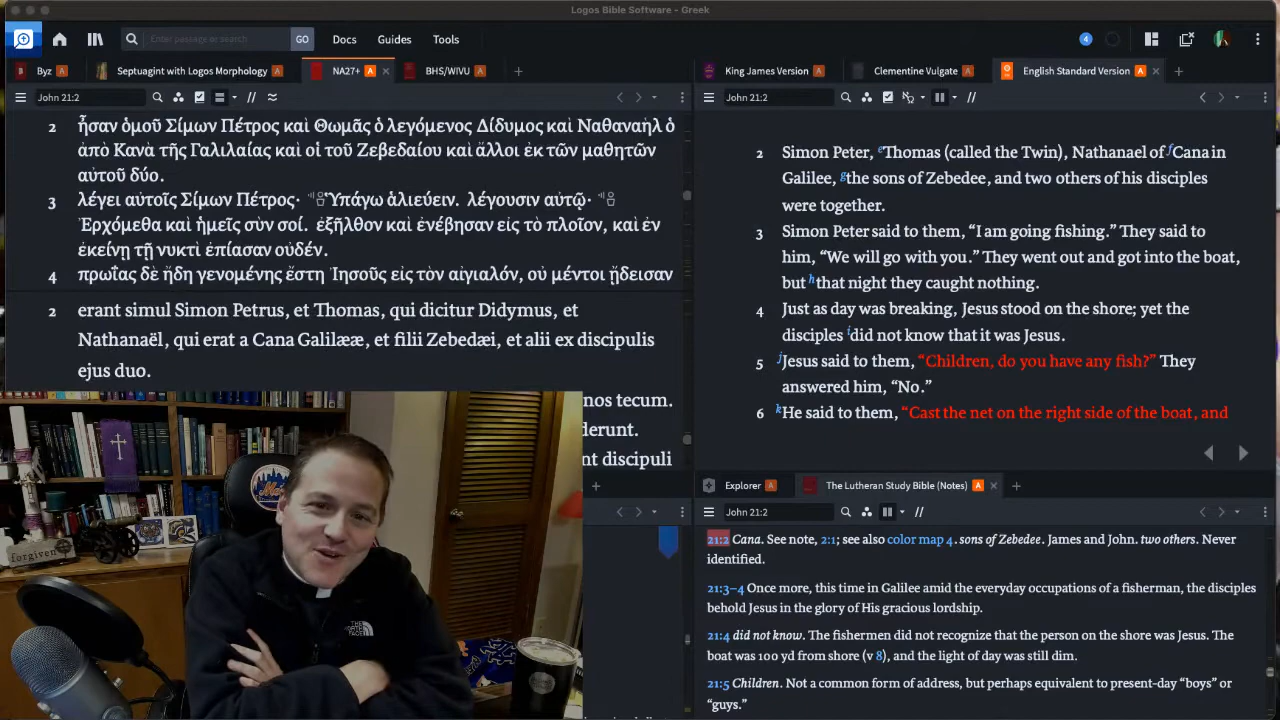 Logos Bible Software - Greek
Enter passage or search GO Docs Guides Tools 4
Byz A Septuagint with Logos Morphology A NA27+ A × BHS/WIVU A +
John 21:2
2 ἦσαν ὁμοῦ Σίμων Πέτρος καὶ Θωμᾶς ὁ λεγόμενος Δίδυμος καὶ Ναθαναὴλ ὁ
ἀπὸ Κανὰ τῆς Γαλιλαίας καὶ οἱ τοῦ Ζεβεδαίου καὶ ἄλλοι ἐκ τῶν μαθητῶν
αὐτοῦ δύο.
3 λέγει αὐτοῖς Σίμων Πέτρος· Ὑπάγω ἁλιεύειν. λέγουσιν αὐτῷ·
Ἐρχόμεθα καὶ ἡμεῖς σὺν σοί. ἐξῆλθον καὶ ἐνέβησαν εἰς τὸ πλοῖον, καὶ ἐν
ἐκείνῃ τῇ νυκτὶ ἐπίασαν οὐδέν.
4 πρωΐας δὲ ἤδη γενομένης ἔστη Ἰησοῦς εἰς τὸν αἰγιαλόν, οὐ μέντοι ᾔδεισαν
2 erant simul Simon Petrus, et Thomas, qui dicitur Didymus, et
Nathanaël, qui erat a Cana Galilææ, et filii Zebedæi, et alii ex discipulis
ejus duo.
nos tecum.
derunt.
nt discipuli
King James Version A Clementine Vulgate A English Standard Version A × +
John 21:2
2 Simon Peter, e Thomas (called the Twin), Nathanael of f Cana in
Galilee, g the sons of Zebedee, and two others of his disciples
were together.
3 Simon Peter said to them, “I am going fishing.” They said to
him, “We will go with you.” They went out and got into the boat,
but h that night they caught nothing.
4 Just as day was breaking, Jesus stood on the shore; yet the
disciples i did not know that it was Jesus.
5 j Jesus said to them, “Children, do you have any fish?” They
answered him, “No.”
6 k He said to them, “Cast the net on the right side of the boat, and
Explorer A The Lutheran Study Bible (Notes) A × +
John 21:2
21:2 Cana. See note, 2:1; see also color map 4. sons of Zebedee. James and John. two others. Never
identified.
21:3–4 Once more, this time in Galilee amid the everyday occupations of a fisherman, the disciples
behold Jesus in the glory of His gracious lordship.
21:4 did not know. The fishermen did not recognize that the person on the shore was Jesus. The
boat was 100 yd from shore (v 8), and the light of day was still dim.
21:5 Children. Not a common form of address, but perhaps equivalent to present-day “boys” or
“guys.”
forgiven
Mets
THE
NORTH
FACE